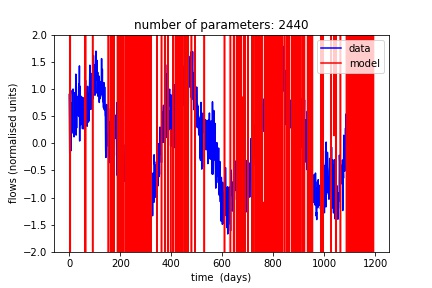 number of parameters: 2440
data
model
flows (normalised units)
2.0
1.5
1.0
0.5
0.0
−0.5
−1.0
−1.5
−2.0
0 200 400 600 800 1000 1200
time (days)